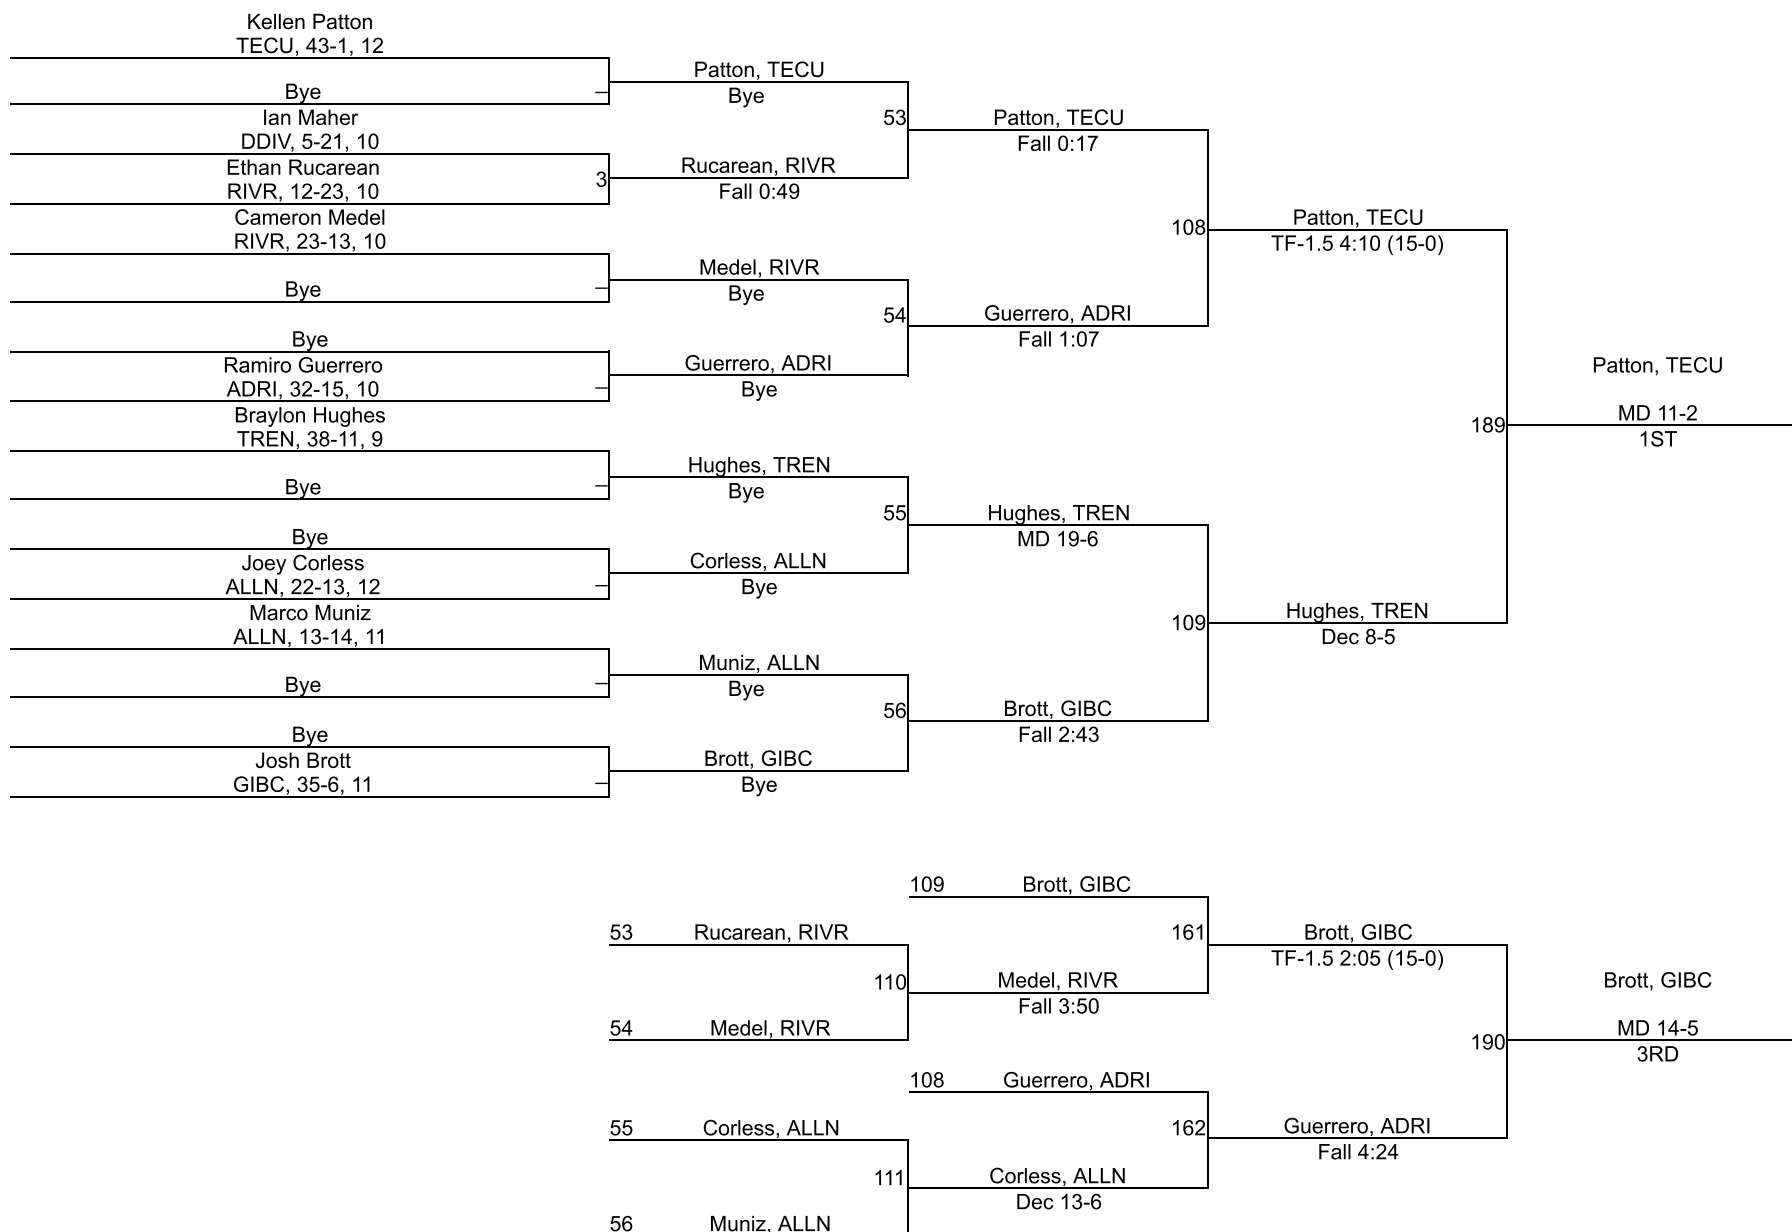 Kellen Patton
TECU, 43-1, 12
Bye
–
Ian Maher
DDIV, 5-21, 10
Ethan Rucarean
RIVR, 12-23, 10
3
Cameron Medel
RIVR, 23-13, 10
Bye
–
Bye
Ramiro Guerrero
ADRI, 32-15, 10
–
Braylon Hughes
TREN, 38-11, 9
Bye
–
Bye
Joey Corless
ALLN, 22-13, 12
–
Marco Muniz
ALLN, 13-14, 11
Bye
–
Bye
Josh Brott
GIBC, 35-6, 11
–
Patton, TECU
Bye
53
Rucarean, RIVR
Fall 0:49
Medel, RIVR
Bye
54
Guerrero, ADRI
Bye
Hughes, TREN
Bye
55
Corless, ALLN
Bye
Muniz, ALLN
Bye
56
Brott, GIBC
Bye
Patton, TECU
Fall 0:17
108
Guerrero, ADRI
Fall 1:07
Hughes, TREN
MD 19-6
109
Brott, GIBC
Fall 2:43
Patton, TECU
TF-1.5 4:10 (15-0)
189
Hughes, TREN
Dec 8-5
Patton, TECU
MD 11-2
1ST
53 Rucarean, RIVR
110
54 Medel, RIVR
55 Corless, ALLN
111
56 Muniz, ALLN
109 Brott, GIBC
161
Medel, RIVR
Fall 3:50
108 Guerrero, ADRI
162
Corless, ALLN
Dec 13-6
Brott, GIBC
TF-1.5 2:05 (15-0)
190
Guerrero, ADRI
Fall 4:24
Brott, GIBC
MD 14-5
3RD